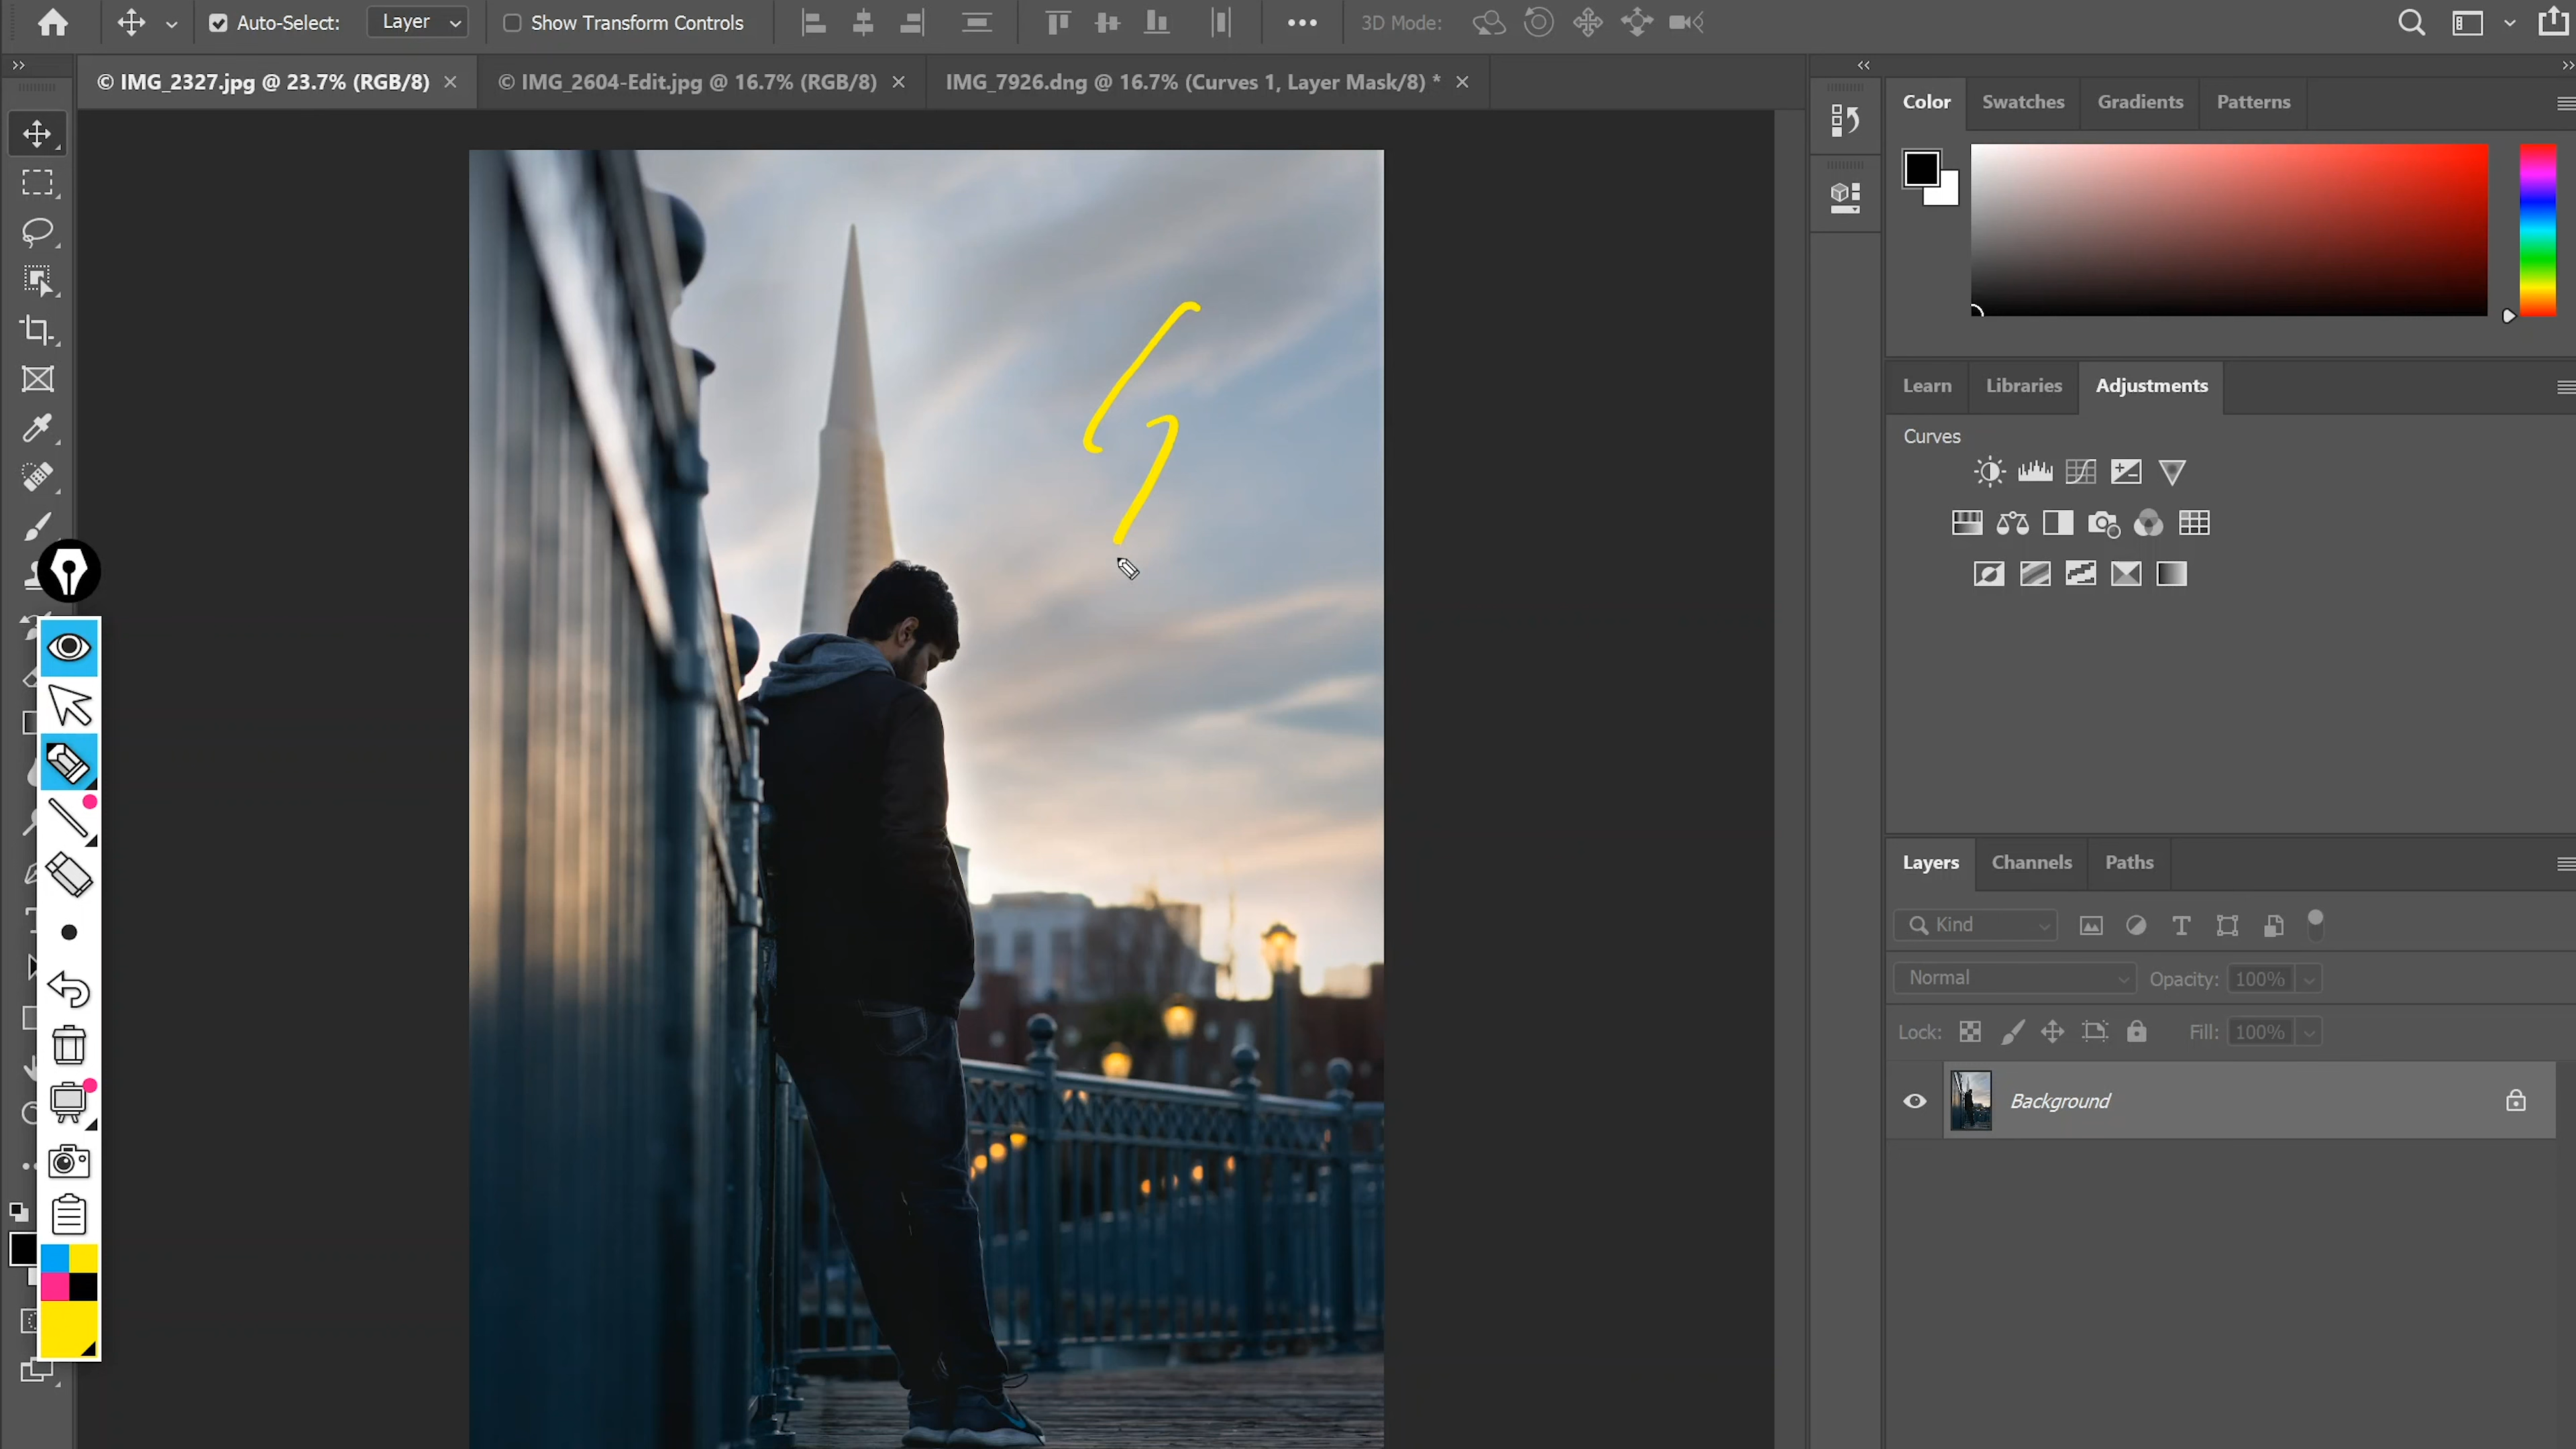 Auto-Select: Layer Show Transform Controls 3D Mode:
© IMG_2327.jpg @ 23.7% (RGB/8) × © IMG_2604-Edit.jpg @ 16.7% (RGB/8) × IMG_7926.dng @ 16.7% (Curves 1, Layer Mask/8) * ×
Color Swatches Gradients Patterns
Learn Libraries Adjustments
Curves
Layers Channels Paths
Kind
Normal Opacity: 100%
Lock: Fill: 100%
Background